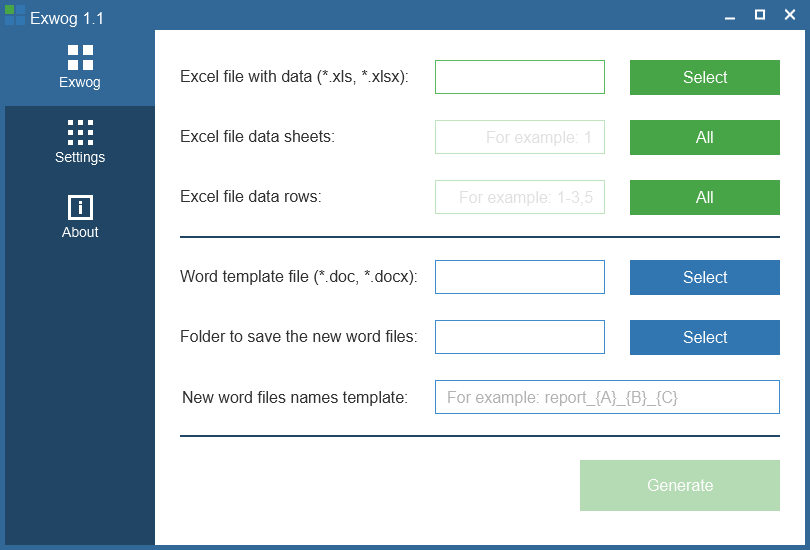 Exwog 1.1
Exwog
Settings
About
Excel file with data (*.xls, *.xlsx): Select
Excel file data sheets: For example: 1 All
Excel file data rows: For example: 1-3,5 All
Word template file (*.doc, *.docx): Select
Folder to save the new word files: Select
New word files names template: For example: report_{A}_{B}_{C}
Generate